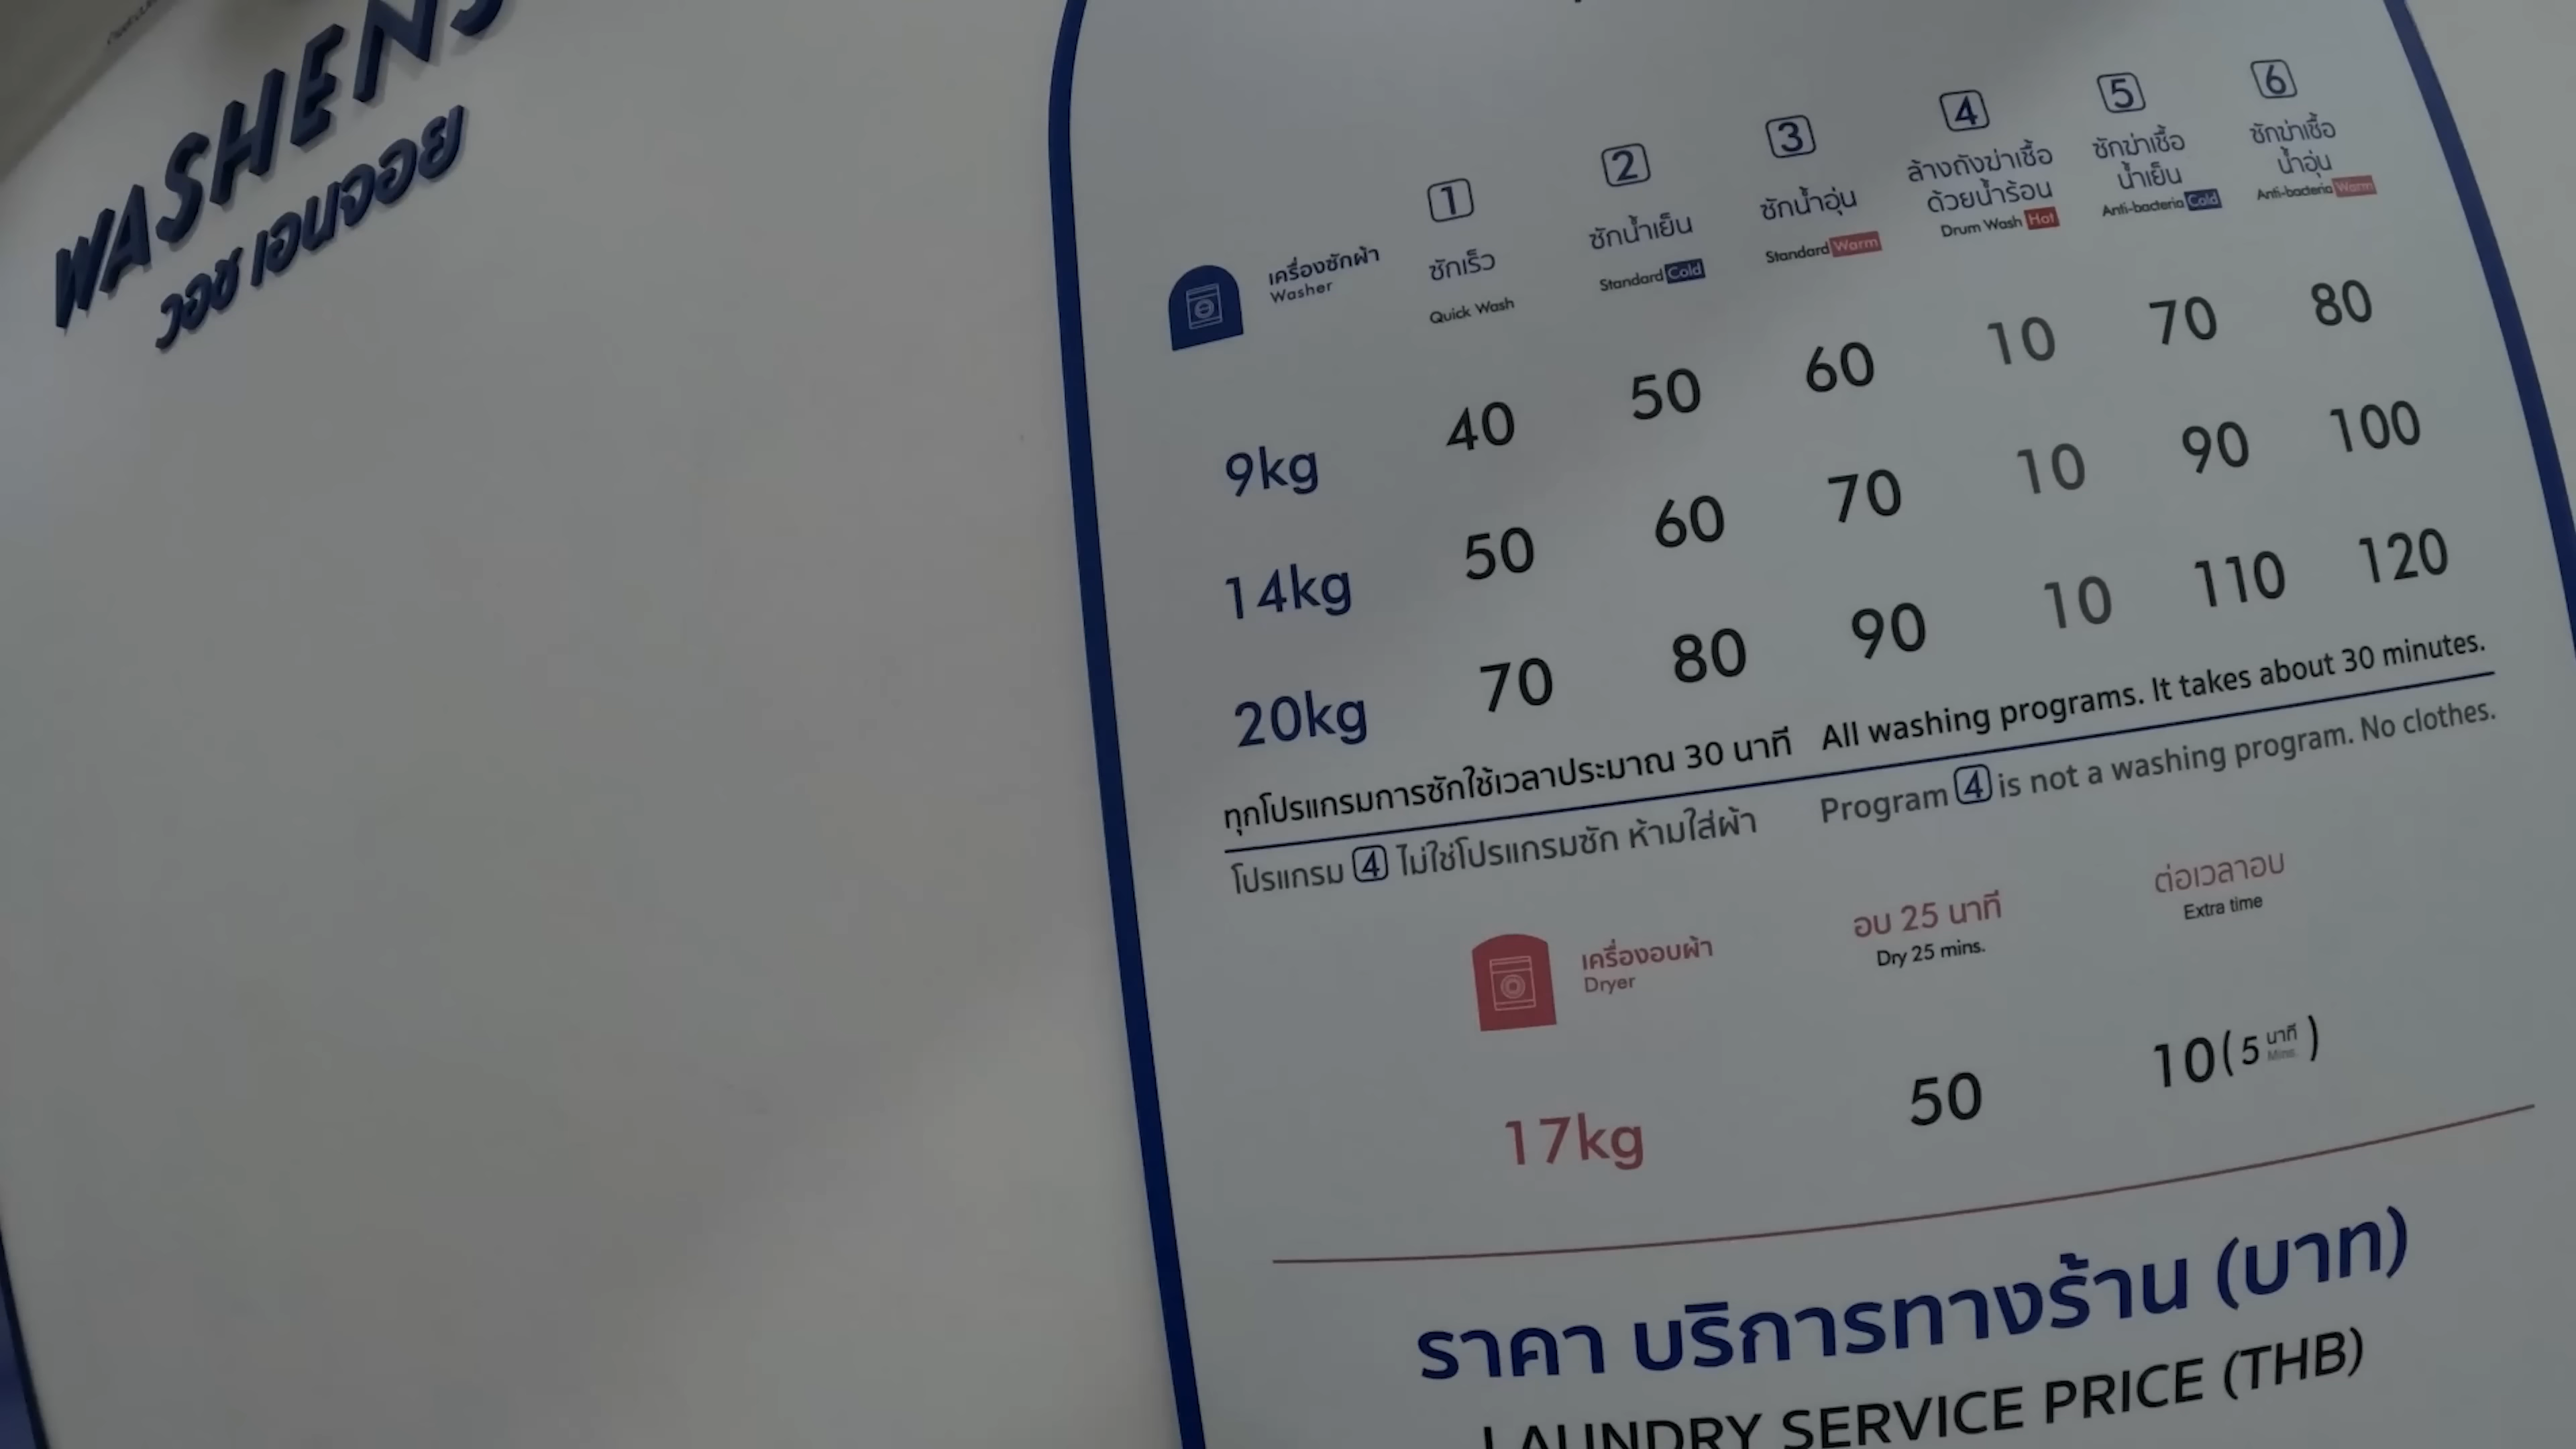 WASHEN
วอช เอนจอย
1 2 3 4 5 6
เครื่องซักผ้า ซักเร็ว ซักน้ำเย็น ซักน้ำอุ่น ล้างถังฆ่าเชื้อ ซักฆ่าเชื้อ ซักฆ่าเชื้อ
ด้วยน้ำร้อน น้ำเย็น น้ำอุ่น
Washer Quick Wash Standard Cold Standard Warm Drum Wash Hot Anti-bacteria Cold Anti-bacteria Warm
9kg 40 50 60 10 70 80
14kg 50 60 70 10 90 100
20kg 70 80 90 10 110 120
ทุกโปรแกรมการซักใช้เวลาประมาณ 30 นาที All washing programs. It takes about 30 minutes.
โปรแกรม 4 ไม่ใช่โปรแกรมซัก ห้ามใส่ผ้า Program 4 is not a washing program. No clothes.
เครื่องอบผ้า อบ 25 นาที ต่อเวลาอบ
Dryer Dry 25 mins. Extra time
17kg 50 10 (5 นาที Mins.)
ราคา บริการทางร้าน (บาท)
LAUNDRY SERVICE PRICE (THB)